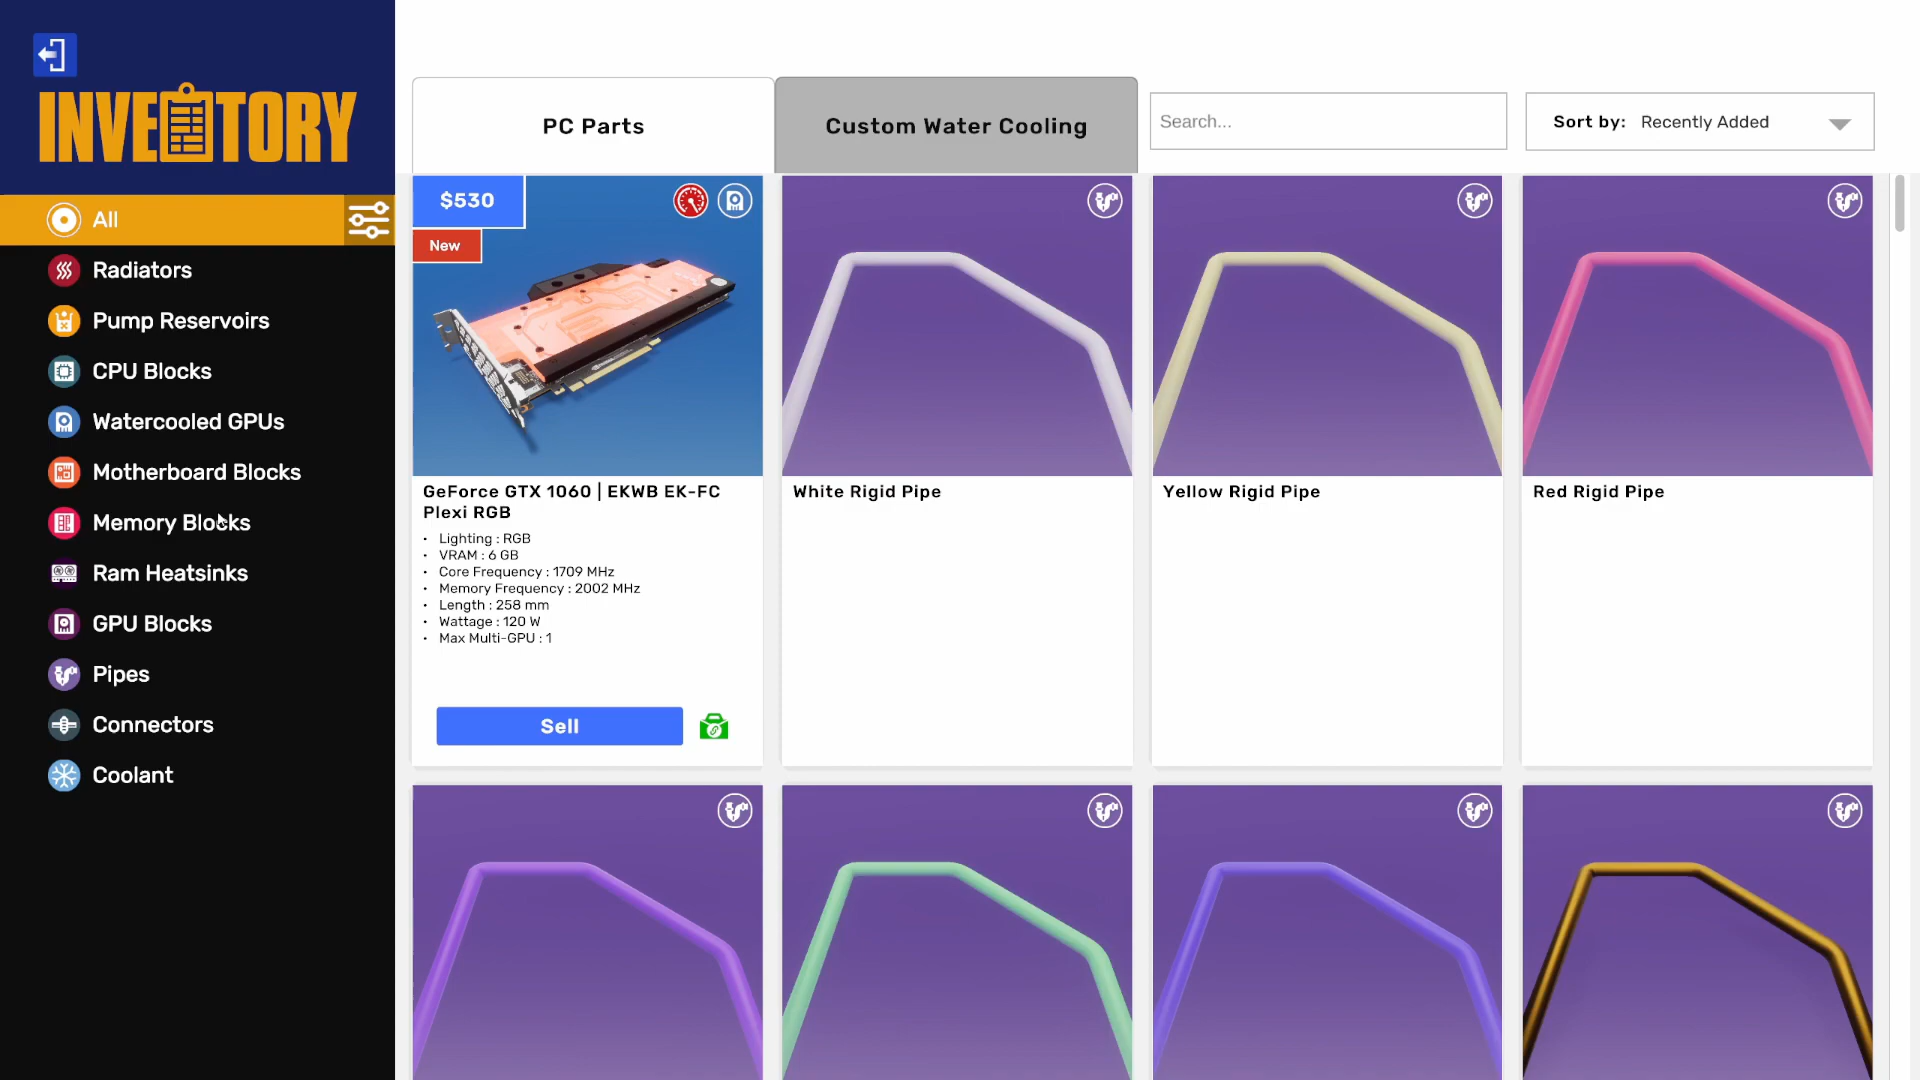 INVENTORY
PC Parts
Custom Water Cooling
Search...
Sort by: Recently Added
All
Radiators
Pump Reservoirs
CPU Blocks
Watercooled GPUs
Motherboard Blocks
Memory Blocks
Ram Heatsinks
GPU Blocks
Pipes
Connectors
Coolant
$530
New
GeForce GTX 1060 | EKWB EK-FC
Plexi RGB
• Lighting : RGB
• VRAM : 6 GB
• Core Frequency : 1709 MHz
• Memory Frequency : 2002 MHz
• Length : 258 mm
• Wattage : 120 W
• Max Multi-GPU : 1
Sell
White Rigid Pipe
Yellow Rigid Pipe
Red Rigid Pipe